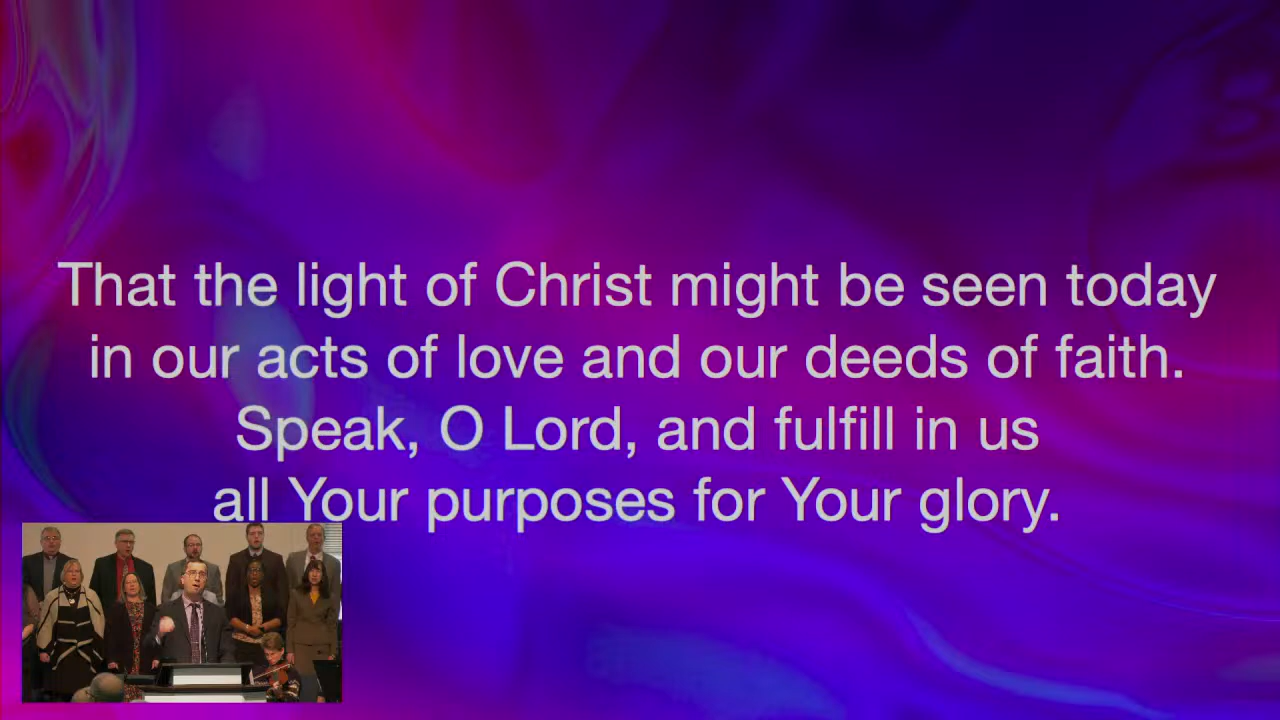 That the light of Christ might be seen today
in our acts of love and our deeds of faith.
Speak, O Lord, and fulfill in us
all Your purposes for Your glory.